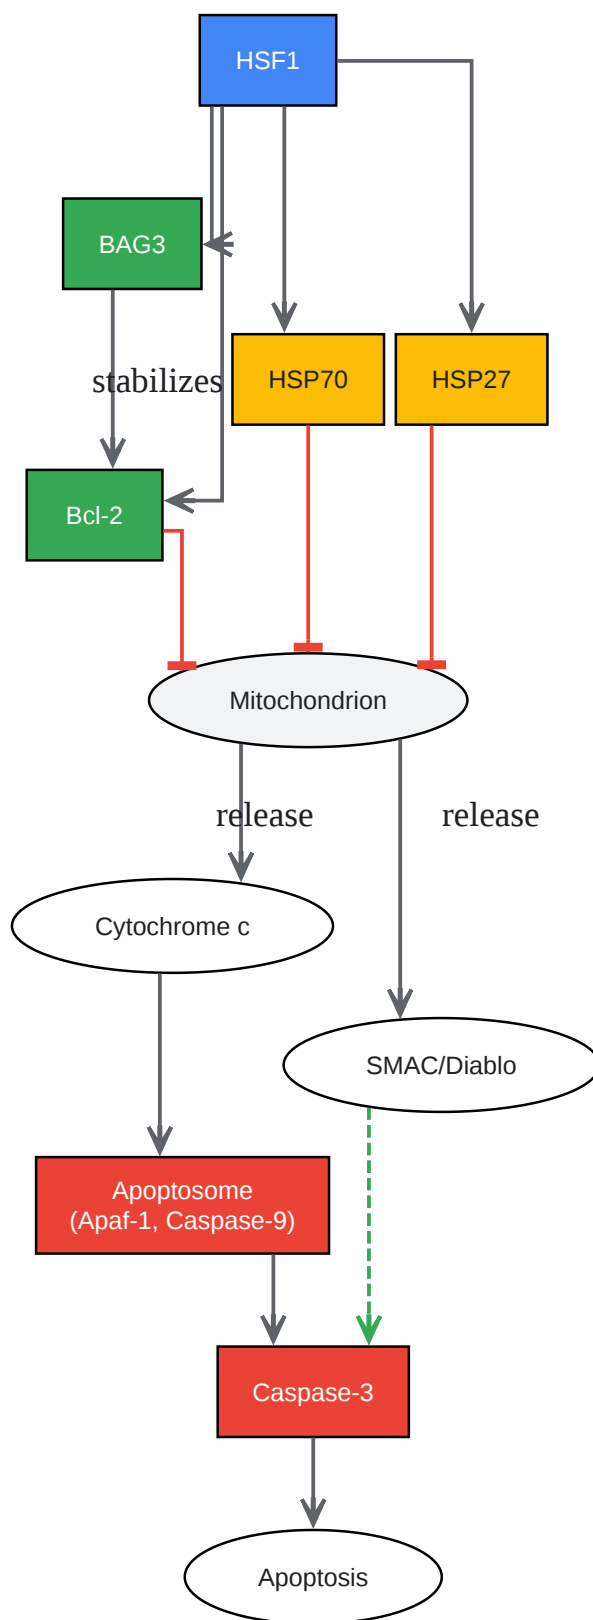 HSF1
BAG3
HSP70
HSP27
stabilizes
Bcl-2
Mitochondrion
release
release
Cytochrome c
SMAC/Diablo
Apoptosome
(Apaf-1, Caspase-9)
Caspase-3
Apoptosis